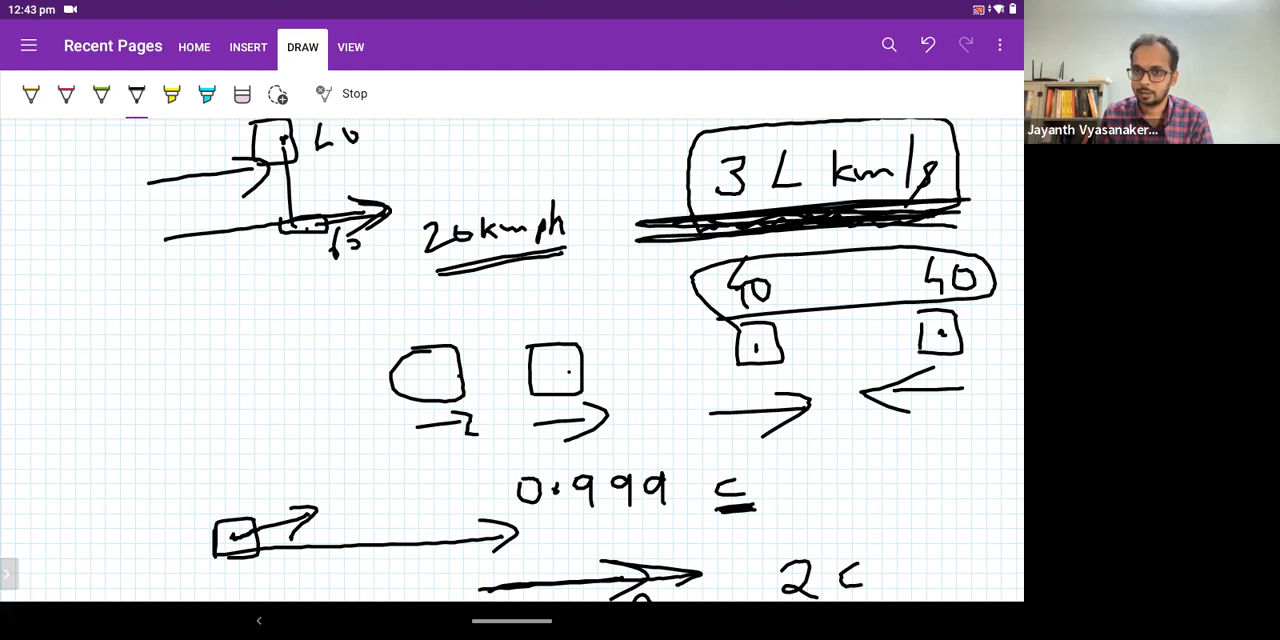 12:43 pm
Recent Pages HOME INSERT DRAW VIEW
Stop
Jayanth Vyasanaker...
3 L km/s
20 kmph
40 40
0.999 c
2 c